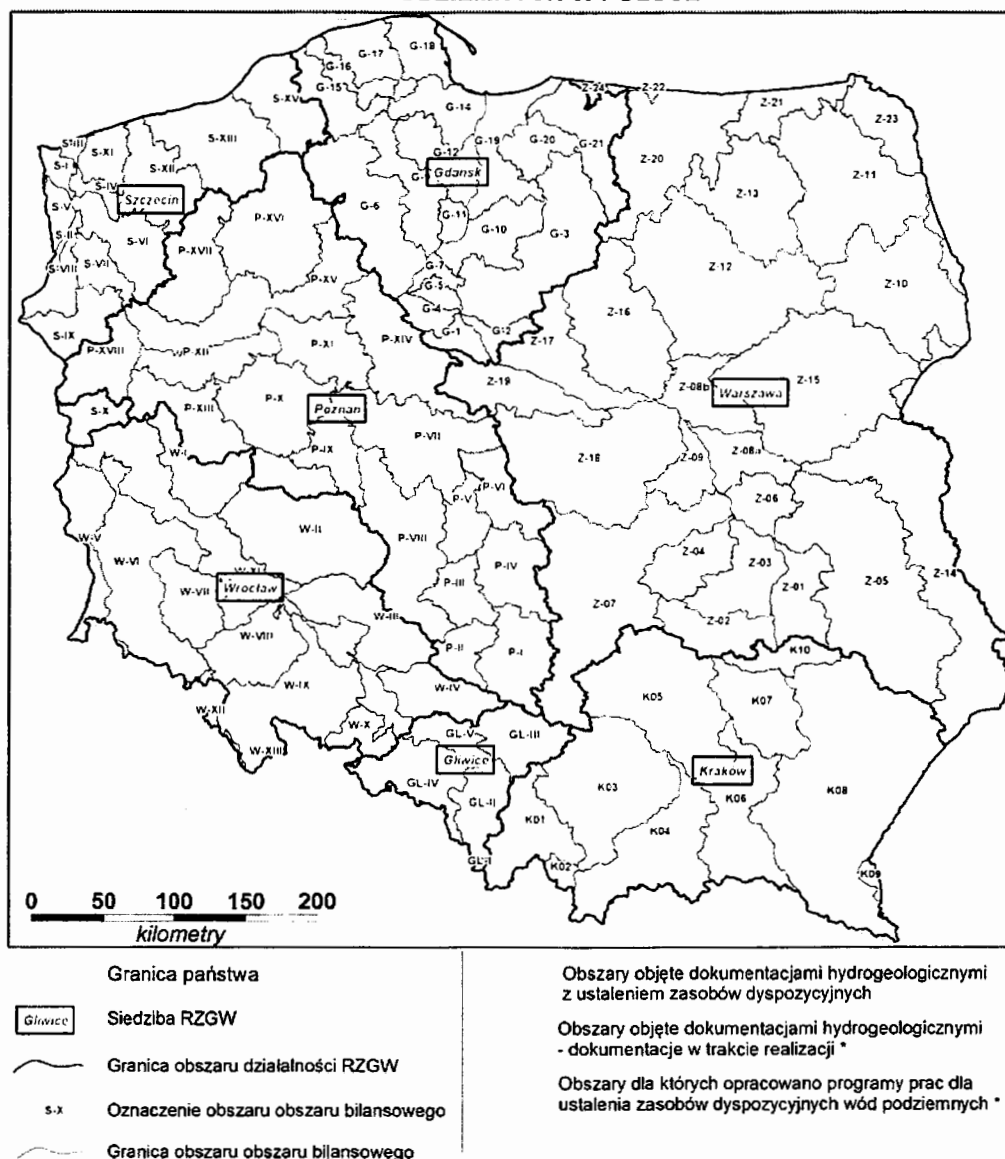 G-18
G-17
G-16
G-15
S-XV
G-14
Z-24
Z-22
Z-21
Z-23
S-III
S-XI
S-XIII
G-19
G-20
G-21
G-12
Z-20
S-I
S-XII
S-IV
Szczecin
Gdansk
Z-13
Z-11
S-V
G-6
G-11
P-XVI
G-10
G-3
S-VI
P-XVII
S-VII
S-VIII
G-7
Z-12
P-XV
G-5
Z-10
G-4
Z-16
S-IX
G-1
G-2
Z-17
P-XVIII
P-XII
P-XI
P-XIV
Z-19
Z-08b
Warszawa
Z-15
S-X
P-XIII
P-X
Poznan
P-VII
W-I
P-IX
Z-18
Z-09
Z-08a
P-VI
P-V
Z-06
W-II
W-V
W-VI
P-VIII
Z-04
Z-03
P-IV
P-III
Z-01
Z-05
Z-14
Wrocław
W-VII
Z-07
Z-02
W-III
W-VIII
P-II
P-I
K10
W-IX
W-IV
K05
K07
W-XII
W-X
GL-V
GL-III
W-XIII
Gliwice
Kraków
GL-IV
K03
K06
K08
GL-II
K01
K04
GL-I
K02
K09
0 50 100 150 200
kilometry
Granica państwa
Gliwice
Siedziba RZGW
Granica obszaru działalności RZGW
S-X
Oznaczenie obszaru obszaru bilansowego
Granica obszaru obszaru bilansowego
Obszary objęte dokumentacjami hydrogeologicznymi
z ustaleniem zasobów dyspozycyjnych
Obszary objęte dokumentacjami hydrogeologicznymi
- dokumentacje w trakcie realizacji *
Obszary dla których opracowano programy prac dla
ustalenia zasobów dyspozycyjnych wód podziemnych *